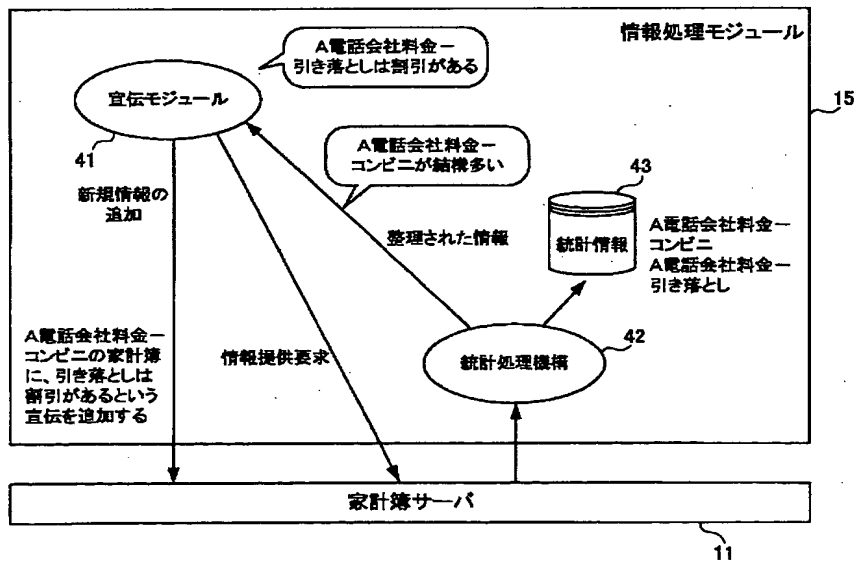 情報処理モジュール
15
A電話会社料金ー
引き落としは割引がある
宣伝モジュール
41
A電話会社料金ー
コンビニが結構多い
新規情報の
追加
43
統計情報
A電話会社料金ー
コンビニ
A電話会社料金ー
引き落とし
整理された情報
A電話会社料金ー
コンビニの家計簿
に、引き落としは
割引があるという
宣伝を追加する
情報提供要求
統計処理機構
42
家計簿サーバ
11